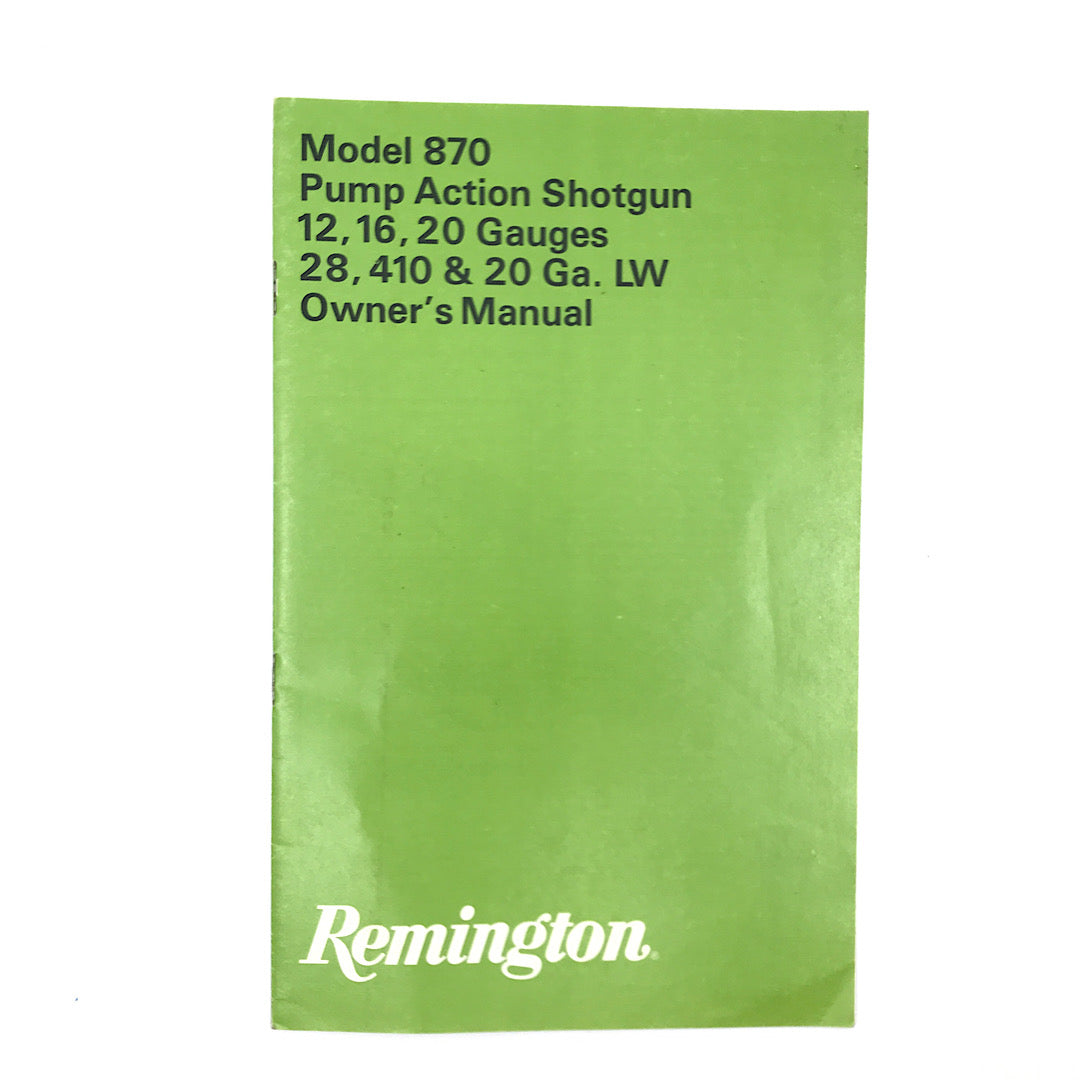 Model 870
Pump Action Shotgun
12, 16, 20 Gauges
28, 410 & 20 Ga. LW
Owner's Manual
Remington®